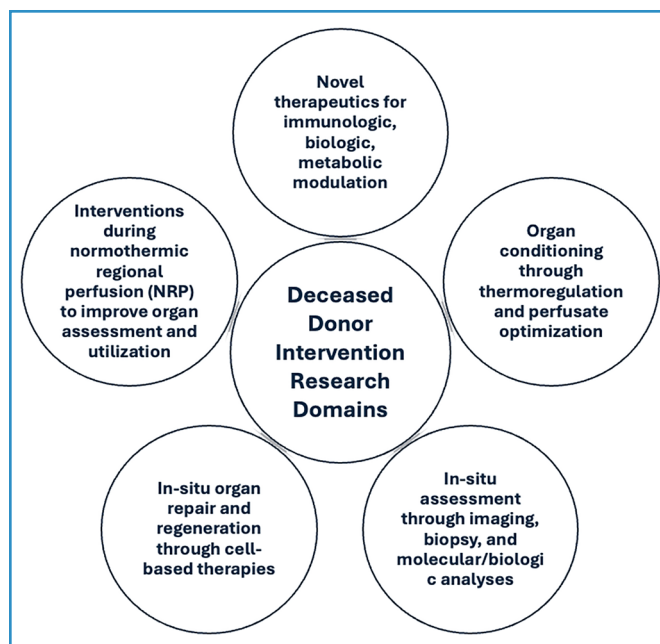 Novel
therapeutics for
immunologic,
biologic,
metabolic
modulation
Interventions
during
normothermic
regional
perfusion (NRP)
to improve organ
assessment and
utilization
Organ
conditioning
through
thermoregulation
and perfusate
optimization
Deceased
Donor
Intervention
Research
Domains
In-situ organ
repair and
regeneration
through cell-
based therapies
In-situ
assessment
through imaging,
biopsy, and
molecular/biologi
c analyses